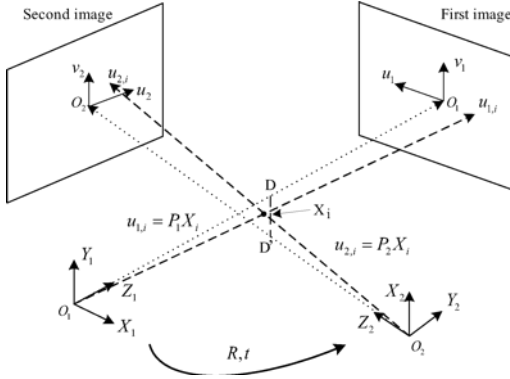 Second image
First image
v₂
u₂,ᵢ
u₂
O₂
v₁
u₁
O₁
u₁,ᵢ
D
Xᵢ
D
u₁,ᵢ = P₁Xᵢ
u₂,ᵢ = P₂Xᵢ
Y₁
Z₁
O₁
X₁
X₂
Y₂
Z₂
O₂
R, t